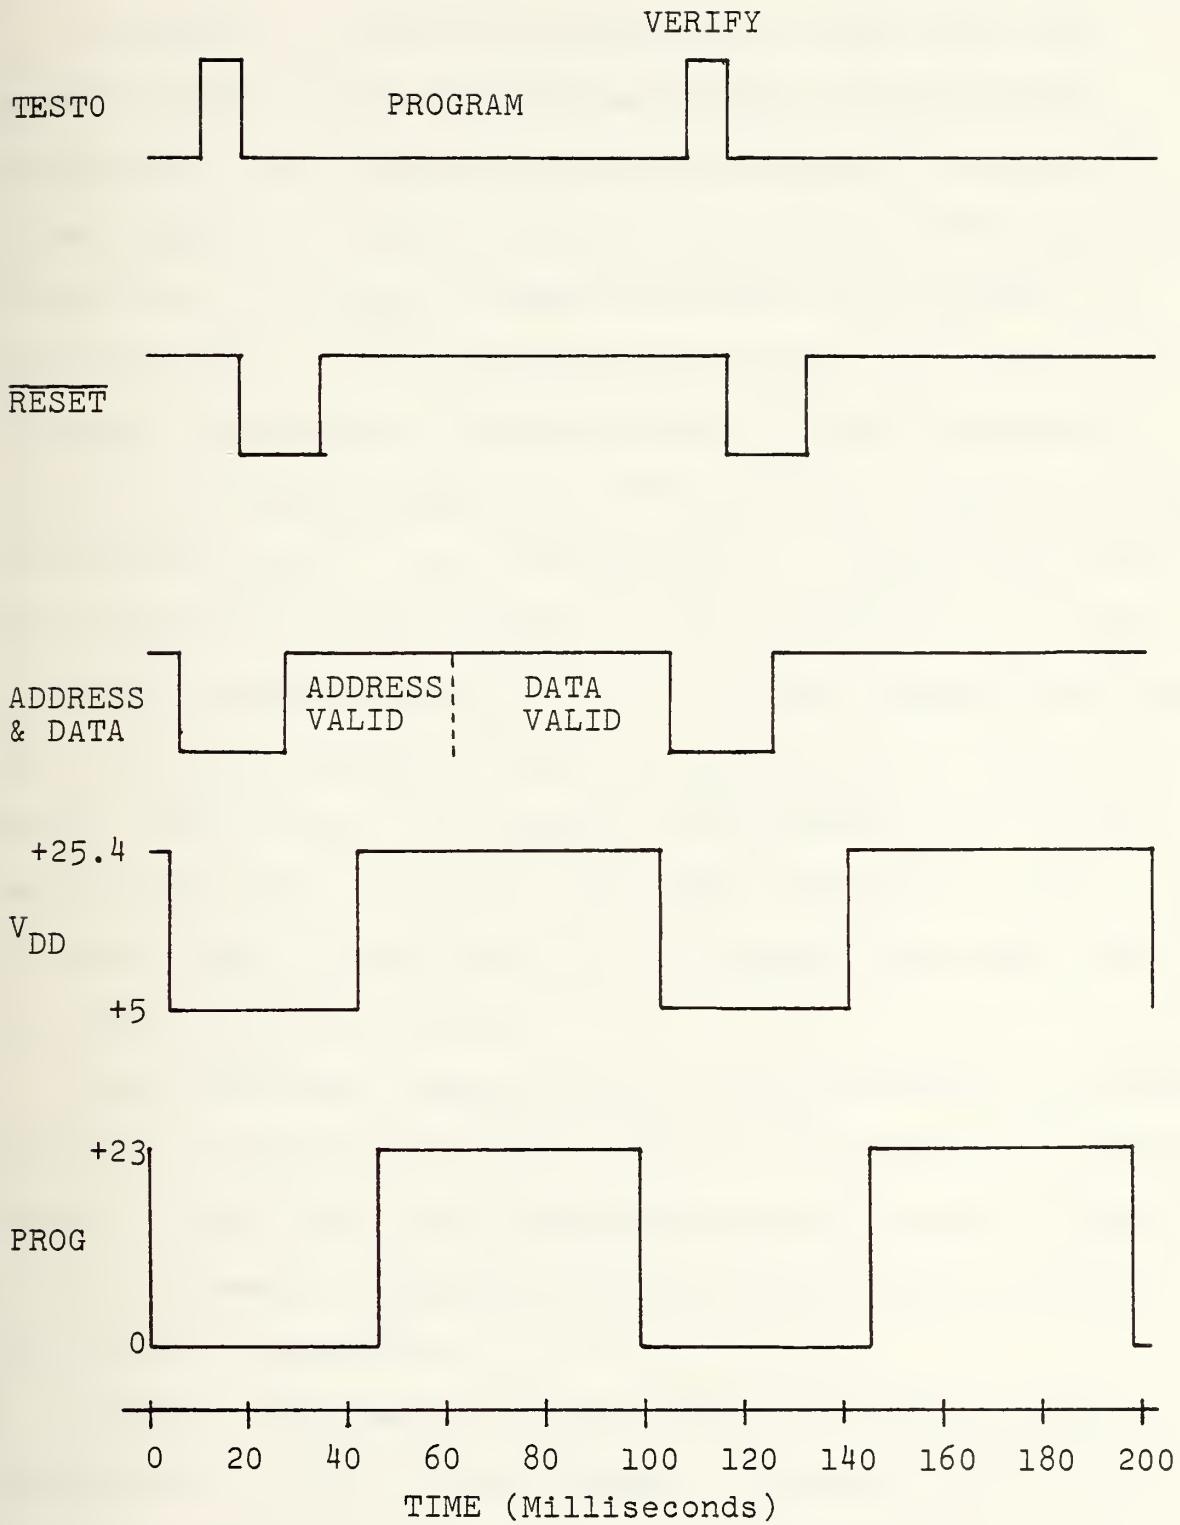 VERIFY
TEST0
PROGRAM
RESET
ADDRESS
& DATA
ADDRESS
VALID
DATA
VALID
+25.4
VDD
+5
+23
PROG
0
0 20 40 60 80 100 120 140 160 180 200
TIME (Milliseconds)